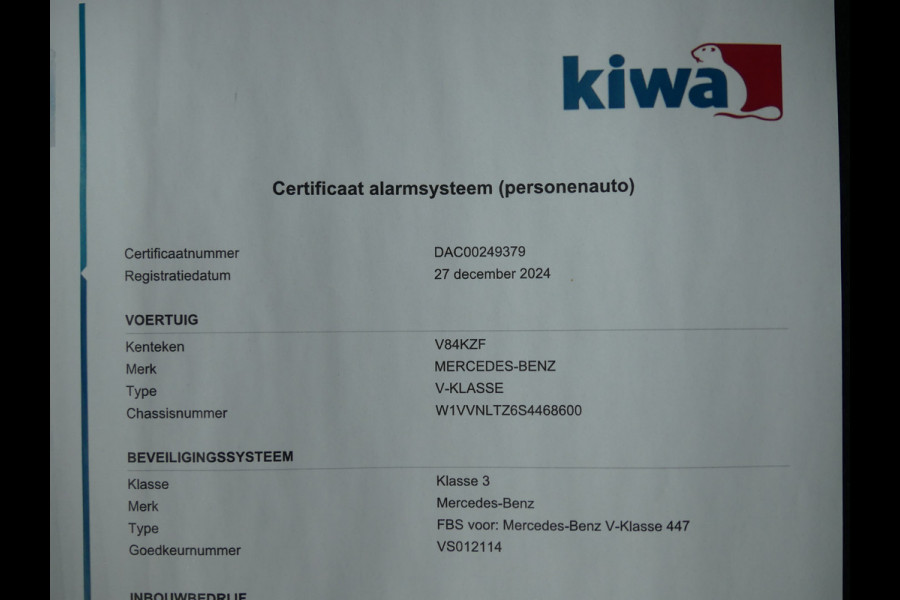 kiwa
Certificaat alarmsysteem (personenauto)
Certificaatnummer DAC00249379
Registratiedatum 27 december 2024
VOERTUIG
Kenteken V84KZF
Merk MERCEDES-BENZ
Type V-KLASSE
Chassisnummer W1VVNLTZ6S4468600
BEVEILIGINGSSYSTEEM
Klasse Klasse 3
Merk Mercedes-Benz
Type FBS voor: Mercedes-Benz V-Klasse 447
Goedkeurnummer VS012114
INBOUWBEDRIJF